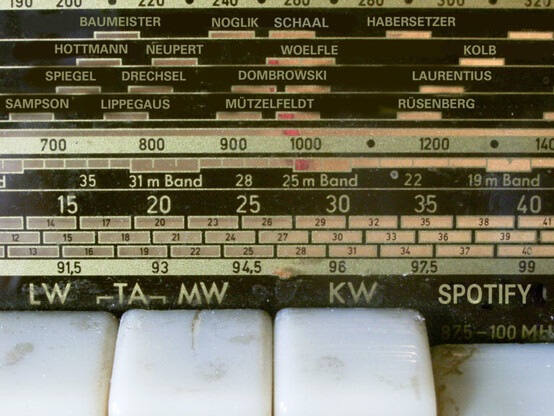 190 200 220 240 260 280 300 320
BAUMEISTER NOGLIK SCHAAL HABERSETZER
HOTTMANN NEUPERT WOELFLE KOLB
SPIEGEL DRECHSEL DOMBROWSKI LAURENTIUS
SAMPSON LIPPEGAUS MÜTZELFELDT RÜSENBERG
700 800 900 1000 1200 140
d 35 31 m Band 28 25 m Band 22 19 m Band
15 20 25 30 35 40
14 17 20 23 26 29 32 35 38 41
12 15 18 21 24 27 30 33 36 39
13 16 19 22 25 28 31 34 37 40
91,5 93 94,5 96 97,5 99
LW TA MW KW SPOTIFY
87.5–100 MH